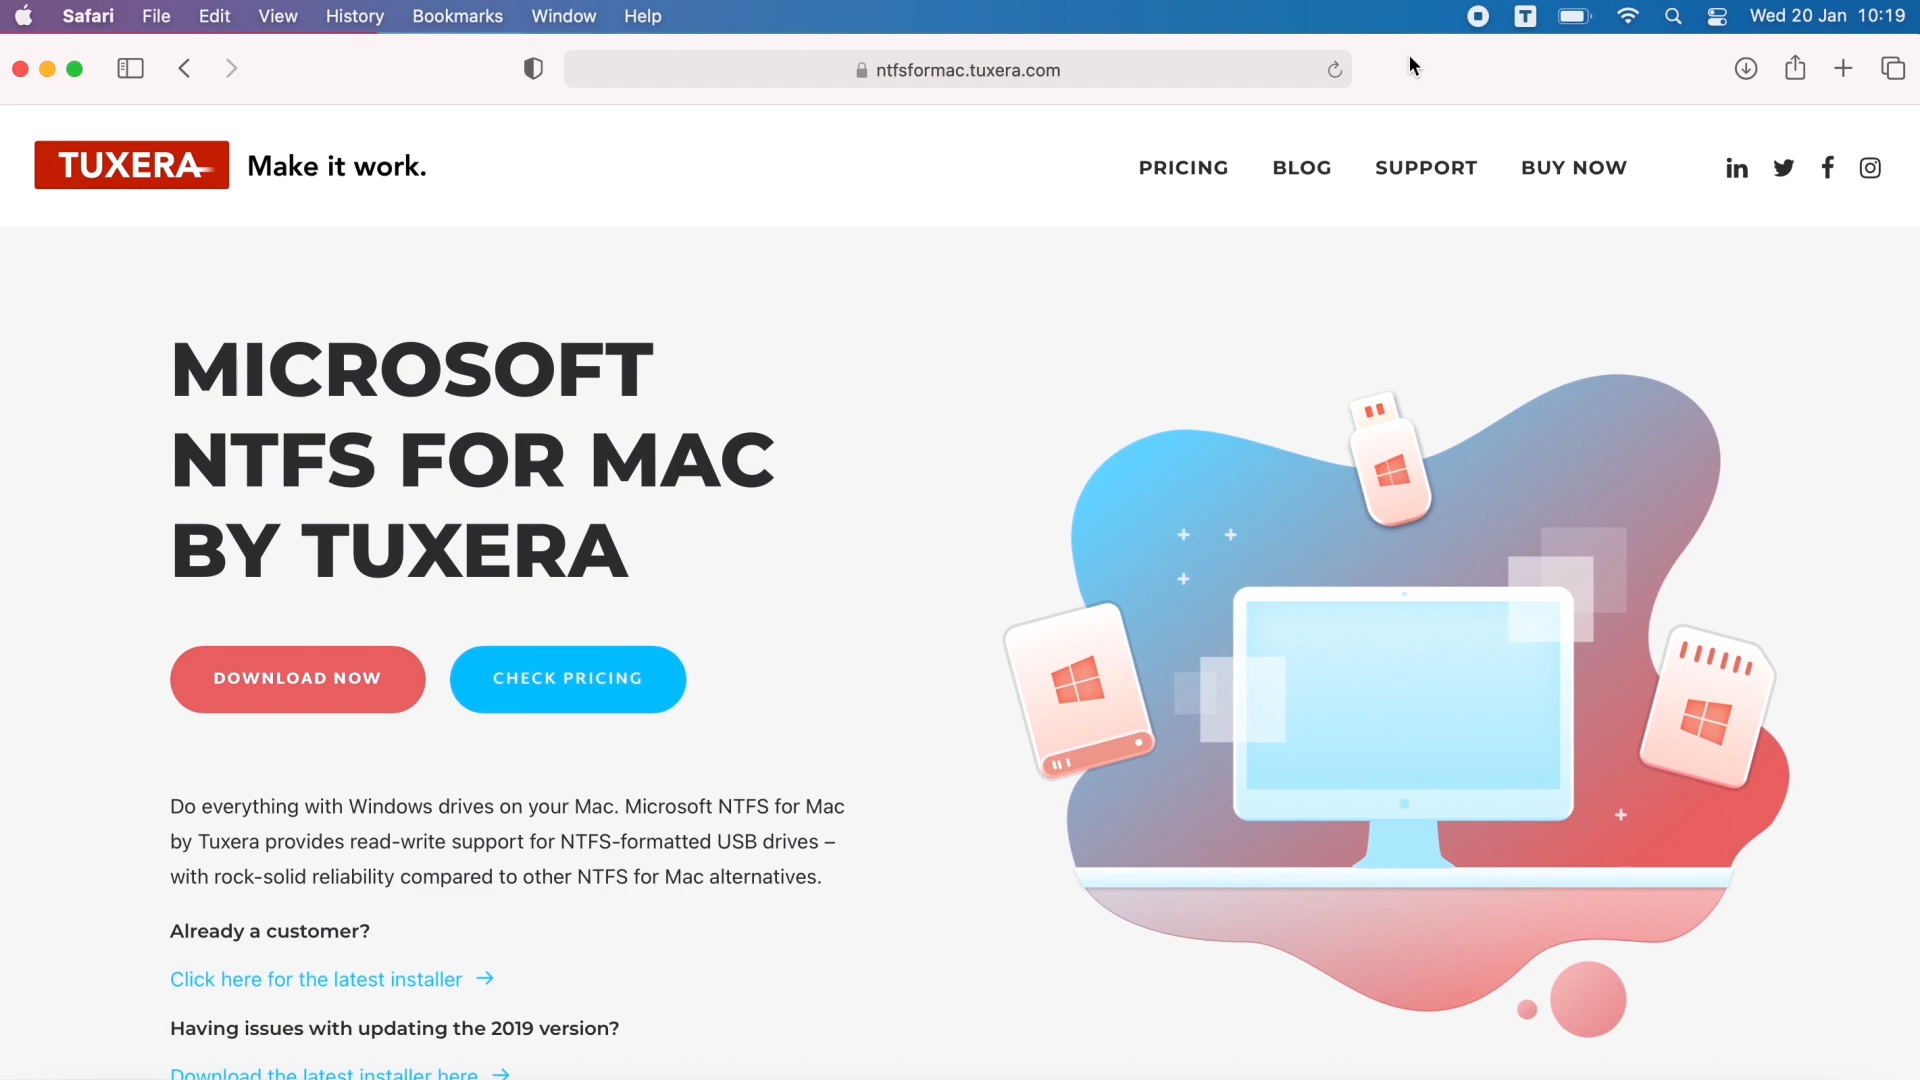 Safari File Edit View History Bookmarks Window Help
T
Wed 20 Jan 10:19
ntfsformac.tuxera.com
TUXERA Make it work.
PRICING BLOG SUPPORT BUY NOW
MICROSOFT
NTFS FOR MAC
BY TUXERA
DOWNLOAD NOW CHECK PRICING
Do everything with Windows drives on your Mac. Microsoft NTFS for Mac
by Tuxera provides read-write support for NTFS-formatted USB drives –
with rock-solid reliability compared to other NTFS for Mac alternatives.
Already a customer?
Click here for the latest installer →
Having issues with updating the 2019 version?
Download the latest installer here →